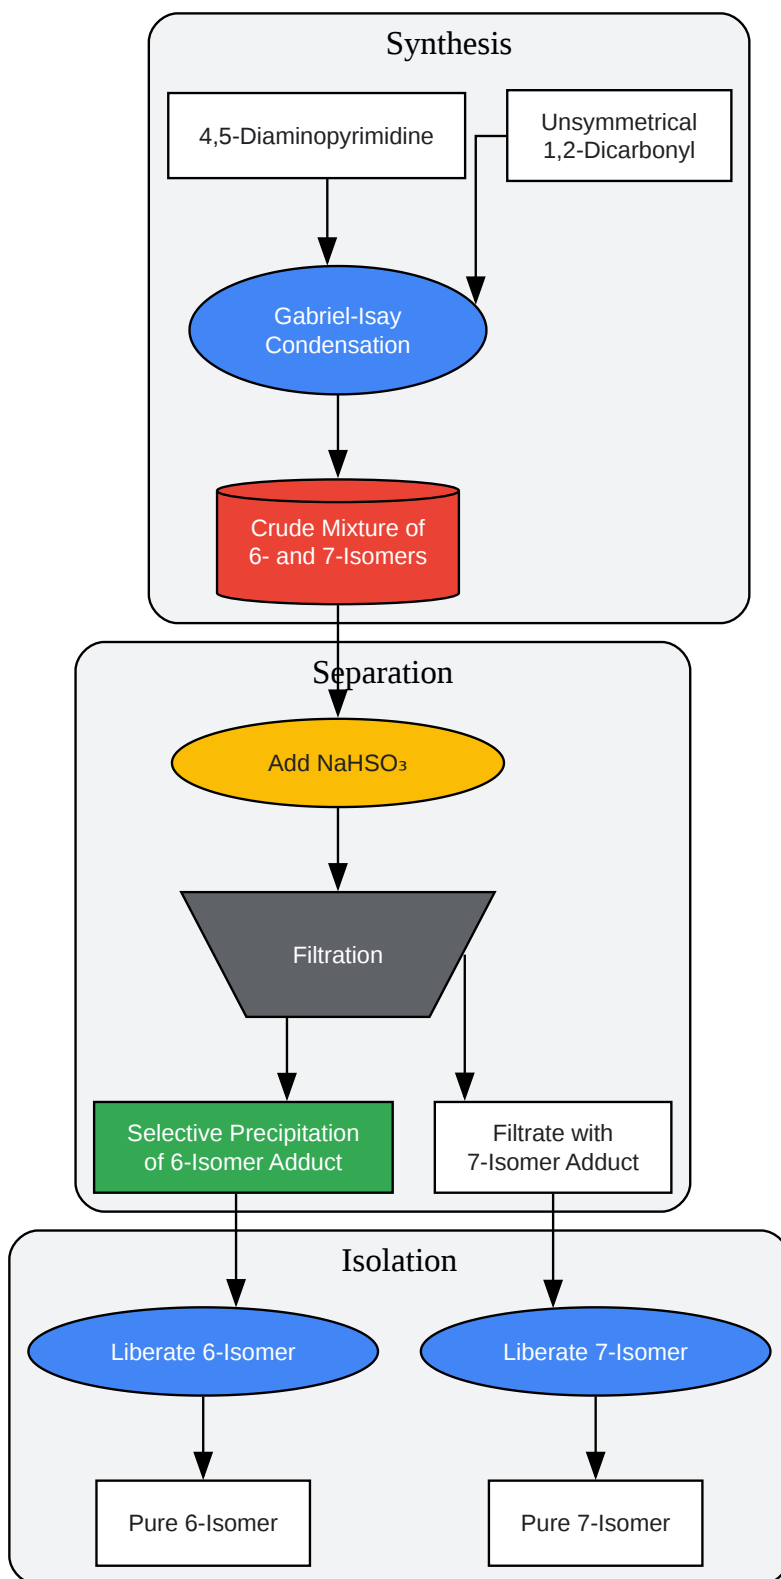 Synthesis
4,5-Diaminopyrimidine
Unsymmetrical
1,2-Dicarbonyl
Gabriel-Isay
Condensation
Crude Mixture of
6- and 7-Isomers
Separation
Add NaHSO₃
Filtration
Selective Precipitation
of 6-Isomer Adduct
Filtrate with
7-Isomer Adduct
Isolation
Liberate 6-Isomer
Liberate 7-Isomer
Pure 6-Isomer
Pure 7-Isomer